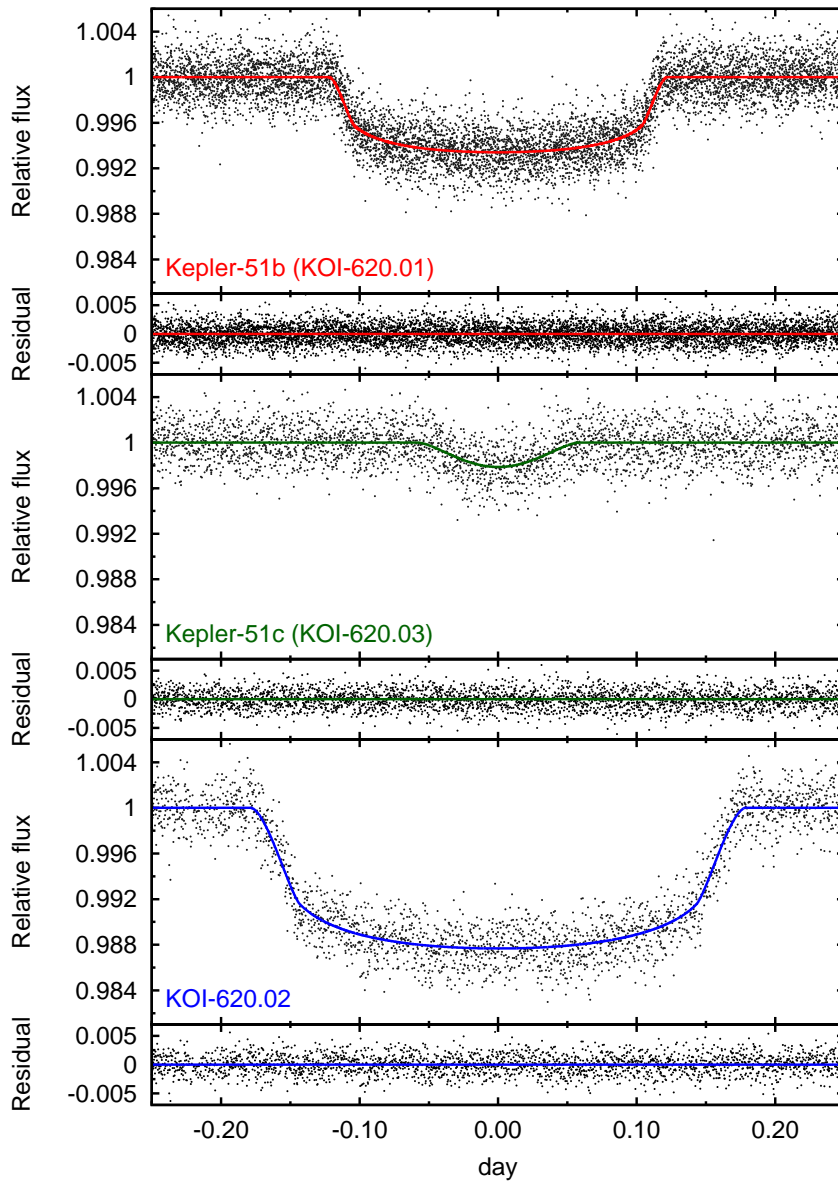 1.004
1
0.996
0.992
0.988
0.984
Relative flux
Kepler-51b (KOI-620.01)
0.005
0
-0.005
Residual
1.004
1
0.996
0.992
0.988
0.984
Relative flux
Kepler-51c (KOI-620.03)
0.005
0
-0.005
Residual
1.004
1
0.996
0.992
0.988
0.984
Relative flux
KOI-620.02
0.005
0
-0.005
Residual
-0.20 -0.10 0.00 0.10 0.20
day